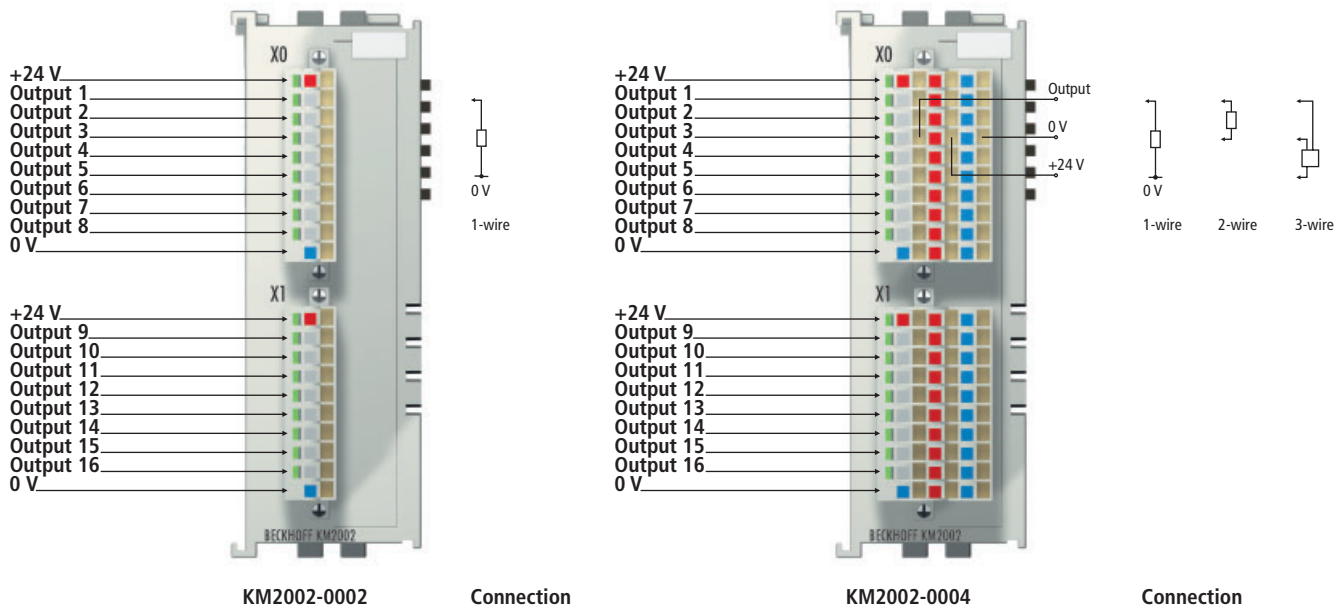 X0
+24 V
Output 1
Output 2
Output 3
Output 4
Output 5
Output 6
Output 7
Output 8
0 V
X1
+24 V
Output 9
Output 10
Output 11
Output 12
Output 13
Output 14
Output 15
Output 16
0 V
BECKHOFF KM2002
0 V
1-wire
KM2002-0002
Connection
X0
+24 V
Output 1
Output 2
Output 3
Output 4
Output 5
Output 6
Output 7
Output 8
0 V
X1
+24 V
Output 9
Output 10
Output 11
Output 12
Output 13
Output 14
Output 15
Output 16
0 V
BECKHOFF KM2002
Output
0 V
+24 V
0 V
1-wire
2-wire
3-wire
KM2002-0004
Connection